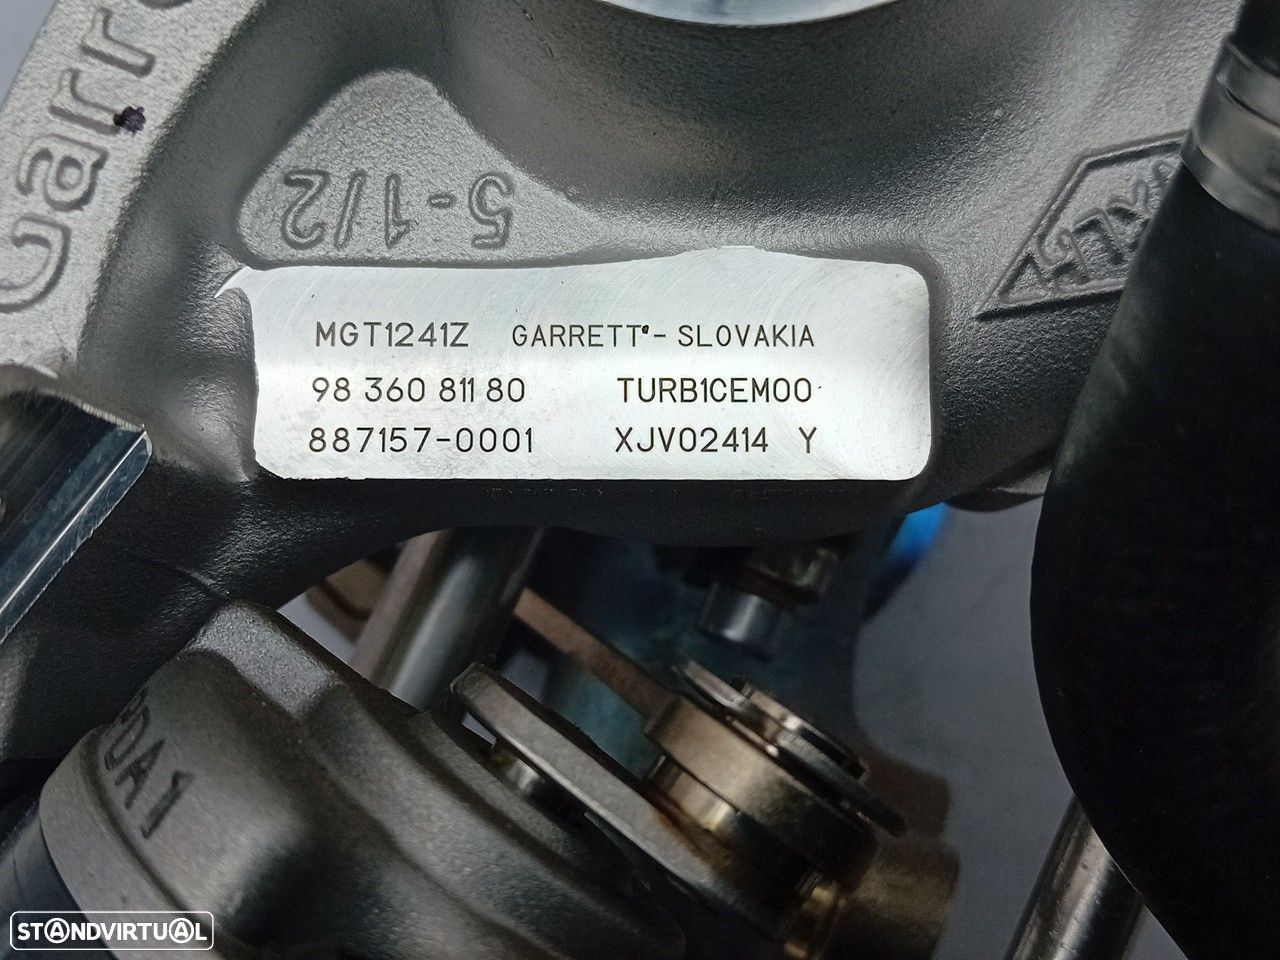 5-1/2
MGT1241Z GARRETT - SLOVAKIA
98 360 811 80 TURB1CEM00
887157-0001 XJV02414 Y
STANDVIRTUAL